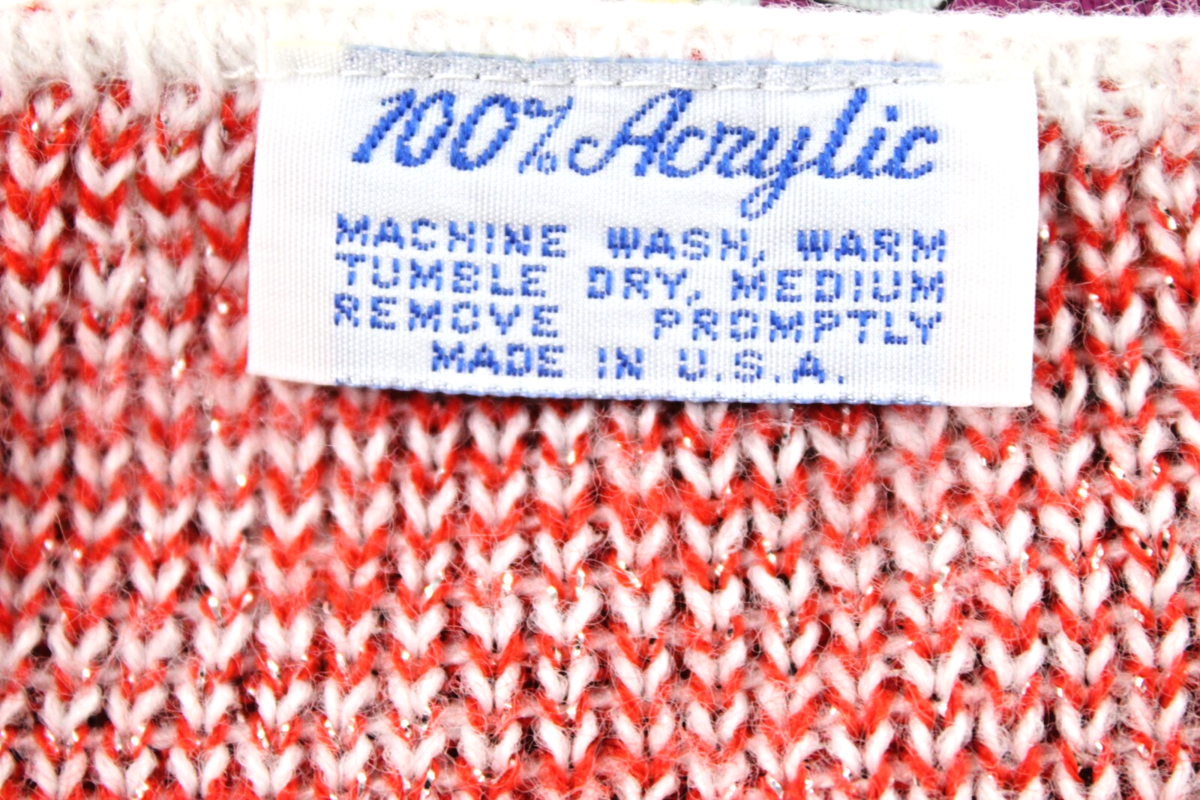 100% Acrylic
MACHINE WASH, WARM
TUMBLE DRY, MEDIUM
REMOVE PROMPTLY
MADE IN U.S.A.